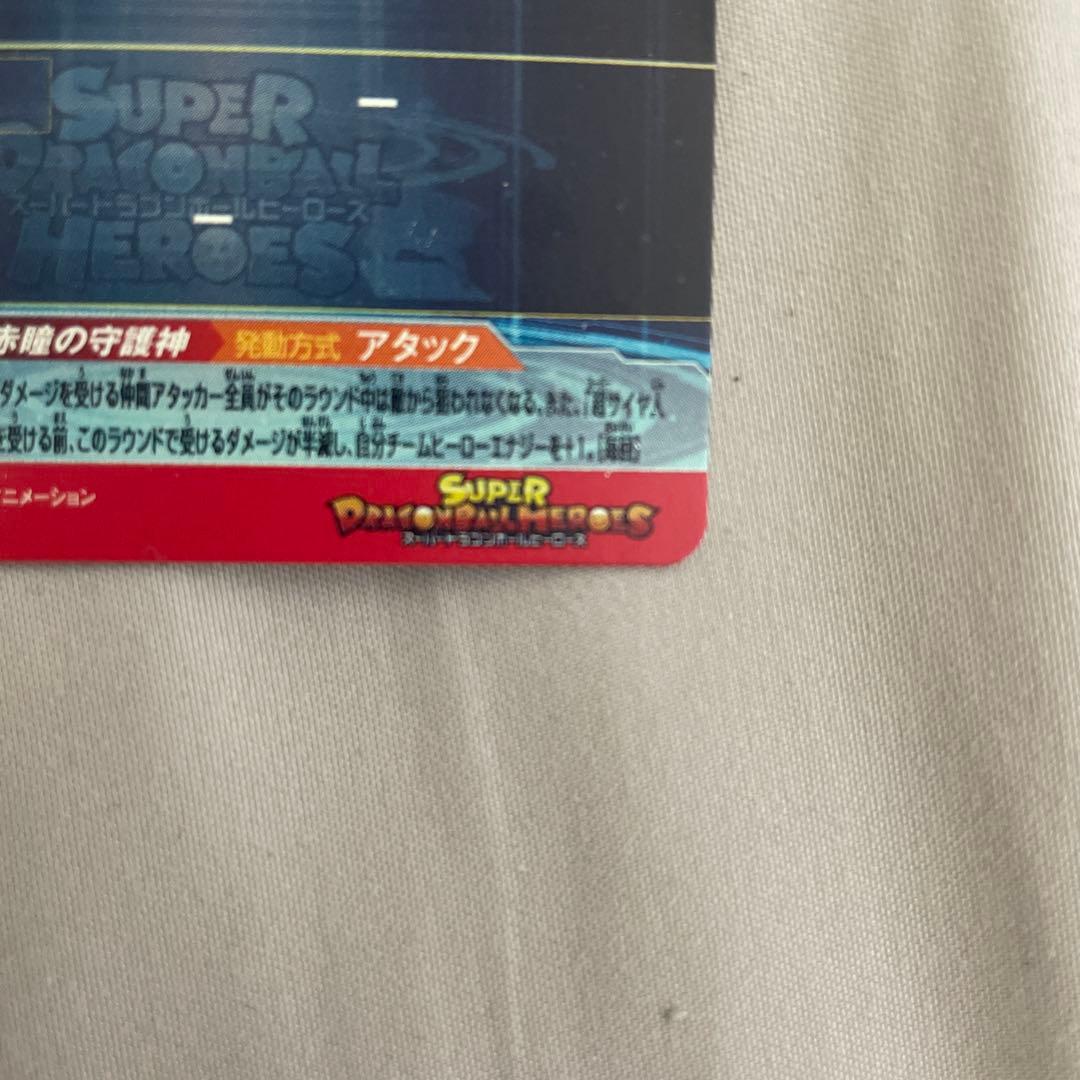 SUPER
DRAGONBALL
スーパードラゴンボールヒーローズ
HEROES
赤瞳の守護神 発動方式 アタック
ダメージを受ける仲間アタッカー全員がそのラウンド中は敵から狙われなくなる。また、「超サイヤ人
を受ける前、このラウンドで受けるダメージが半減し、自分チームヒーローエナジーを+1。[毎回]
ニメーション
SUPER
DRAGONBALL HEROES
スーパードラゴンボールヒーローズ